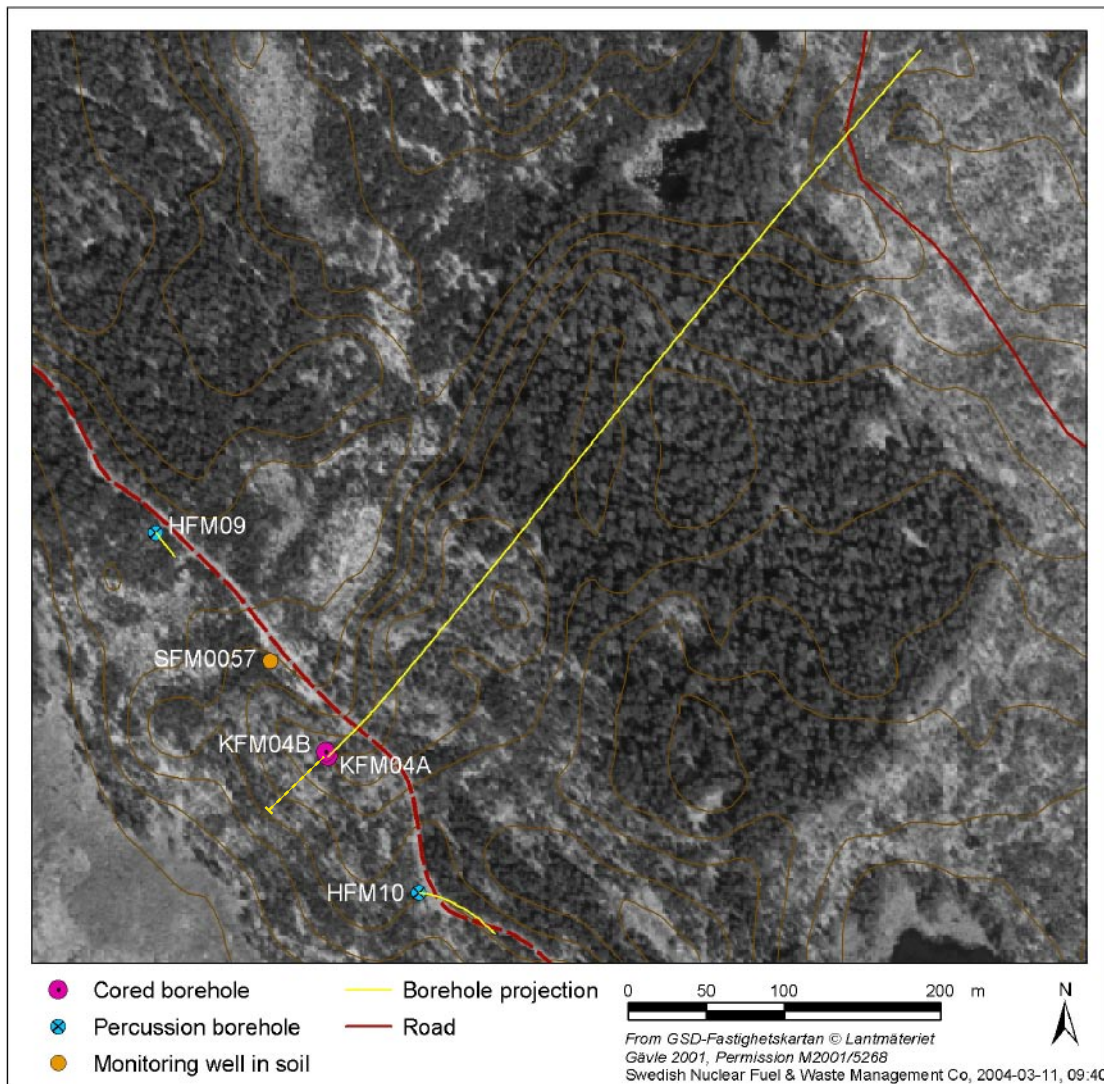 HFM09
SFM0057
KFM04B
KFM04A
HFM10
Cored borehole
Percussion borehole
Monitoring well in soil
Borehole projection
Road
0 50 100 200 m
N
From GSD-Fastighetskartan © Lantmäteriet
Gävle 2001, Permission M2001/5268
Swedish Nuclear Fuel & Waste Management Co, 2004-03-11, 09:40